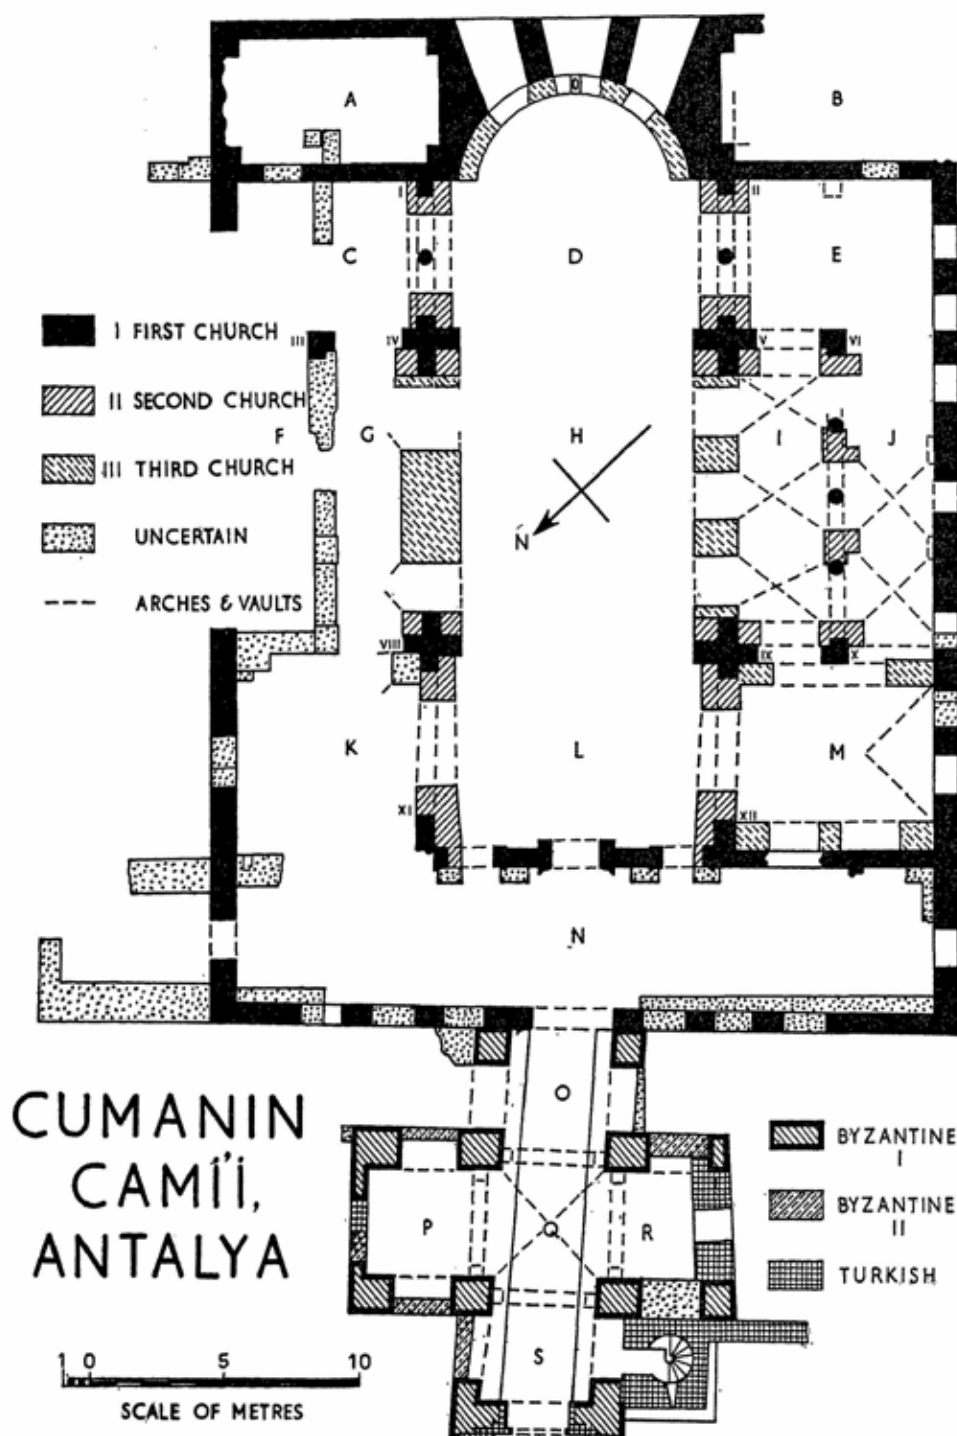 A
B
I
II
C
D
E
I FIRST CHURCH
III
IV
V
VI
II SECOND CHURCH
F
G
H
I
J
III THIRD CHURCH
N
UNCERTAIN
ARCHES & VAULTS
VIII
IX
X
K
L
M
XI
XII
N
O
CUMANIN
CAMİ'İ,
ANTALYA
BYZANTINE
I
P
Q
R
BYZANTINE
II
TURKISH
S
1 0 5 10
SCALE OF METRES